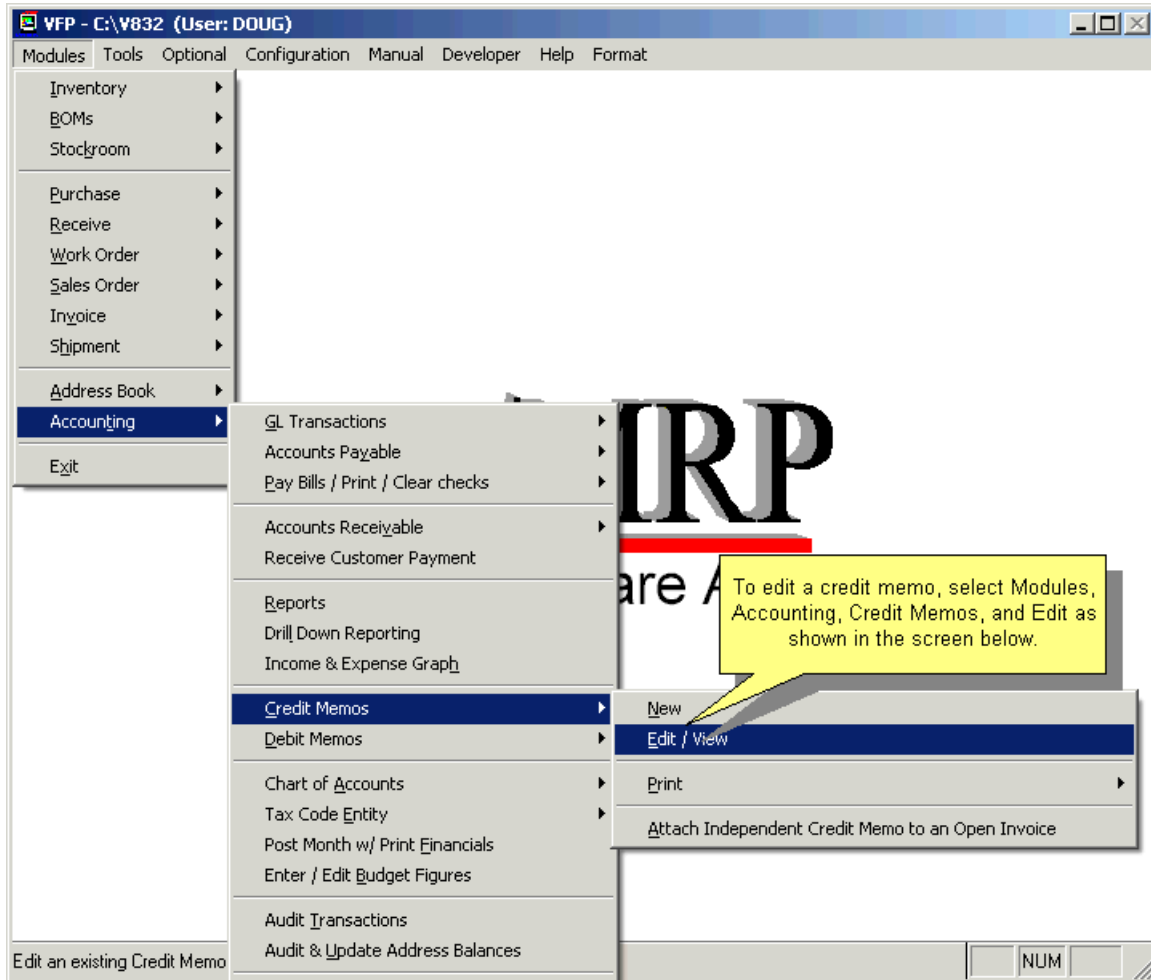 VFP - C:\V832 (User: DOUG)
Modules Tools Optional Configuration Manual Developer Help Format
Inventory
BOMs
Stockroom
Purchase
Receive
Work Order
Sales Order
Invoice
Shipment
Address Book
Accounting
Exit
GL Transactions
Accounts Payable
Pay Bills / Print / Clear checks
Accounts Receivable
Receive Customer Payment
Reports
Drill Down Reporting
Income & Expense Graph
Credit Memos
Debit Memos
Chart of Accounts
Tax Code Entity
Post Month w/ Print Financials
Enter / Edit Budget Figures
Audit Transactions
Audit & Update Address Balances
MRP
are A
To edit a credit memo, select Modules,
Accounting, Credit Memos, and Edit as
shown in the screen below.
New
Edit / View
Print
Attach Independent Credit Memo to an Open Invoice
Edit an existing Credit Memo
NUM